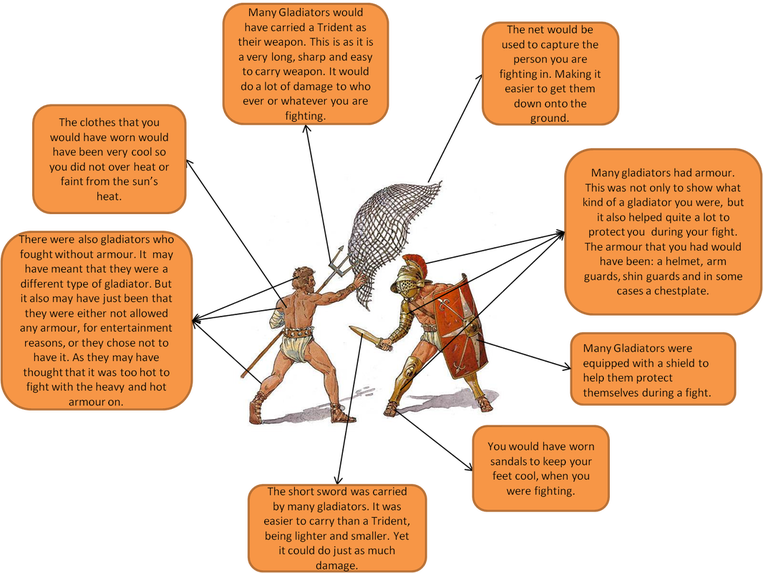 Many Gladiators would
have carried a Trident as
their weapon. This is as it is
a very long, sharp and easy
to carry weapon. It would
do a lot of damage to who
ever or whatever you are
fighting.
The net would be
used to capture the
person you are
fighting in. Making it
easier to get them
down onto the
ground.
The clothes that you
would have worn would
have been very cool so
you did not over heat or
faint from the sun's
heat.
Many gladiators had armour.
This was not only to show what
kind of a gladiator you were, but
it also helped quite a lot to
protect you during your fight.
The armour that you had would
have been: a helmet, arm
guards, shin guards and in some
cases a chestplate.
There were also gladiators who
fought without armour. It may
have meant that they were a
different type of gladiator. But
it also may have just been that
they were either not allowed
any armour, for entertainment
reasons, or they chose not to
have it. As they may have
thought that it was too hot to
fight with the heavy and hot
armour on.
Many Gladiators were
equipped with a shield to
help them protect
themselves during a fight.
You would have worn
sandals to keep your
feet cool, when you
were fighting.
The short sword was carried
by many gladiators. It was
easier to carry than a Trident,
being lighter and smaller. Yet
it could do just as much
damage.